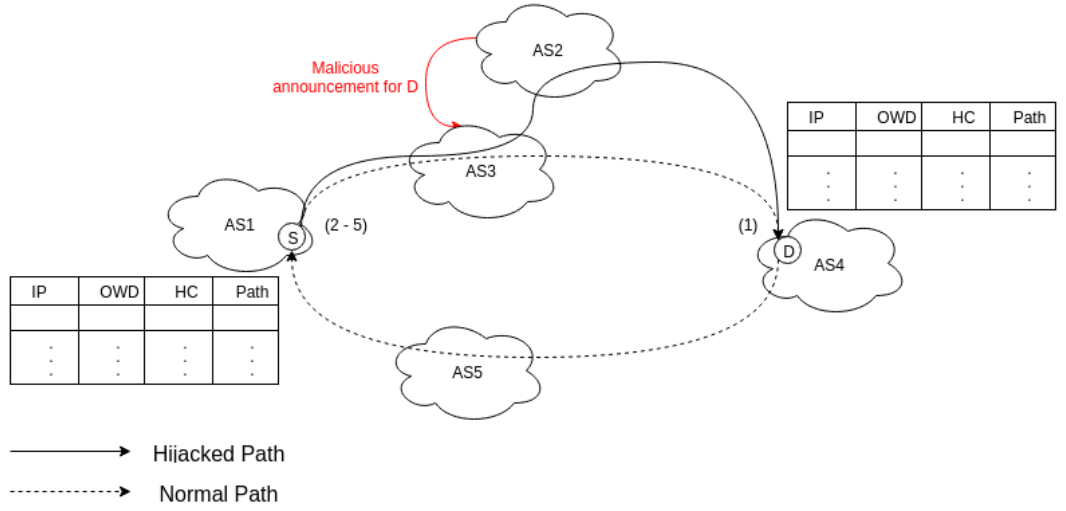 AS2
Malicious
announcement for D
IP OWD HC Path
: : : :
AS3
AS1
S
(2 - 5)
(1)
D
AS4
IP OWD HC Path
: : : :
AS5
Hijacked Path
Normal Path